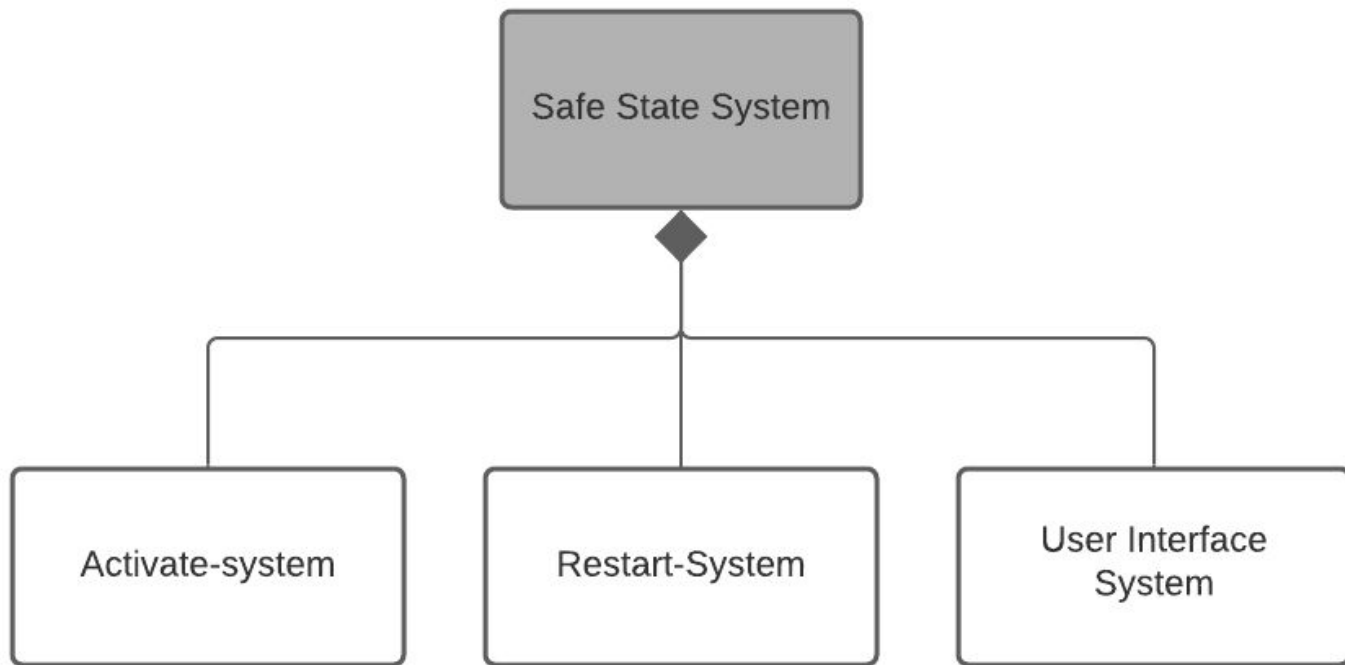 Safe State System
Activate-system
Restart-System
User Interface
System